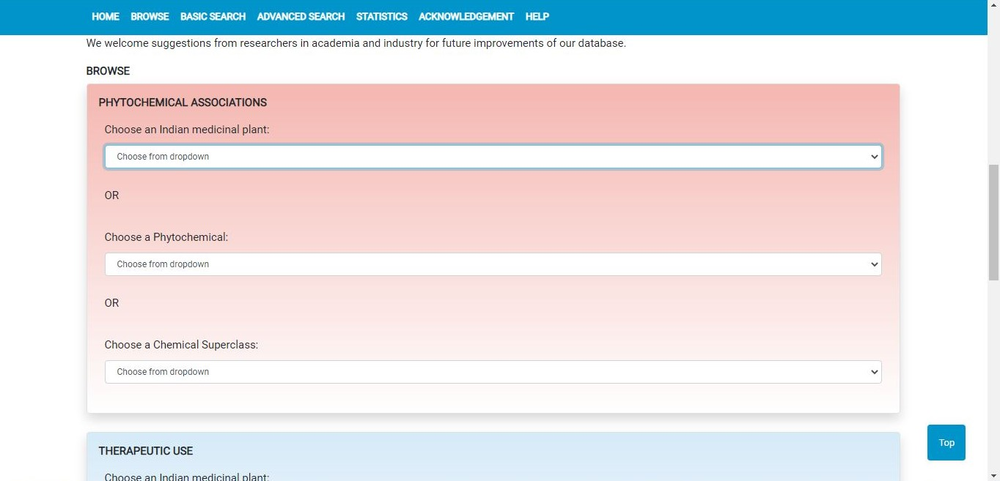 HOME BROWSE BASIC SEARCH ADVANCED SEARCH STATISTICS ACKNOWLEDGEMENT HELP
We welcome suggestions from researchers in academia and industry for future improvements of our database.
BROWSE
PHYTOCHEMICAL ASSOCIATIONS
Choose an Indian medicinal plant:
Choose from dropdown
OR
Choose a Phytochemical:
Choose from dropdown
OR
Choose a Chemical Superclass:
Choose from dropdown
Top
THERAPEUTIC USE
Choose an Indian medicinal plant: